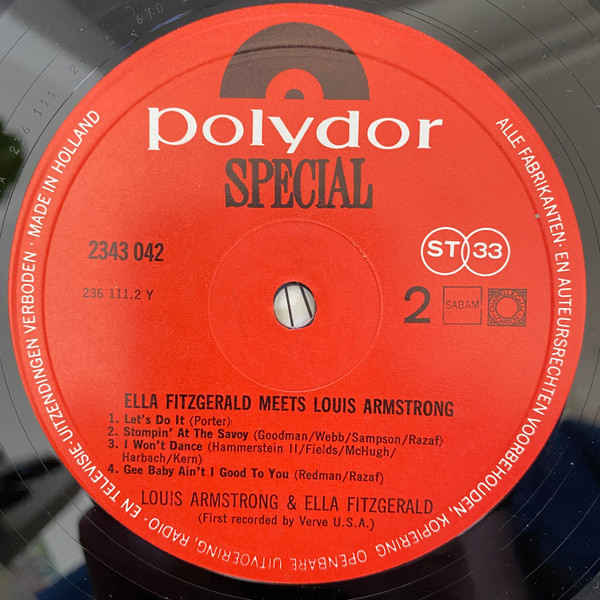 polydor
SPECIAL
2343 042
ST 33
236 111.2 Y
2
SABAM
ELLA FITZGERALD MEETS LOUIS ARMSTRONG
1. Let's Do It (Porter)
2. Stompin' At The Savoy (Goodman/Webb/Sampson/Razaf)
3. I Won't Dance (Hammerstein II/Fields/McHugh/
Harbach/Kern)
4. Gee Baby Ain't I Good To You (Redman/Razaf)
LOUIS ARMSTRONG & ELLA FITZGERALD
(First recorded by Verve U.S.A.)
ALLE FABRIKANTEN- EN AUTEURSRECHTEN VOORBEHOUDEN, KOPIERING, OPENBARE UITVOERING, RADIO- EN TELEVISIE-UITZENDINGEN VERBODEN · MADE IN HOLLAND